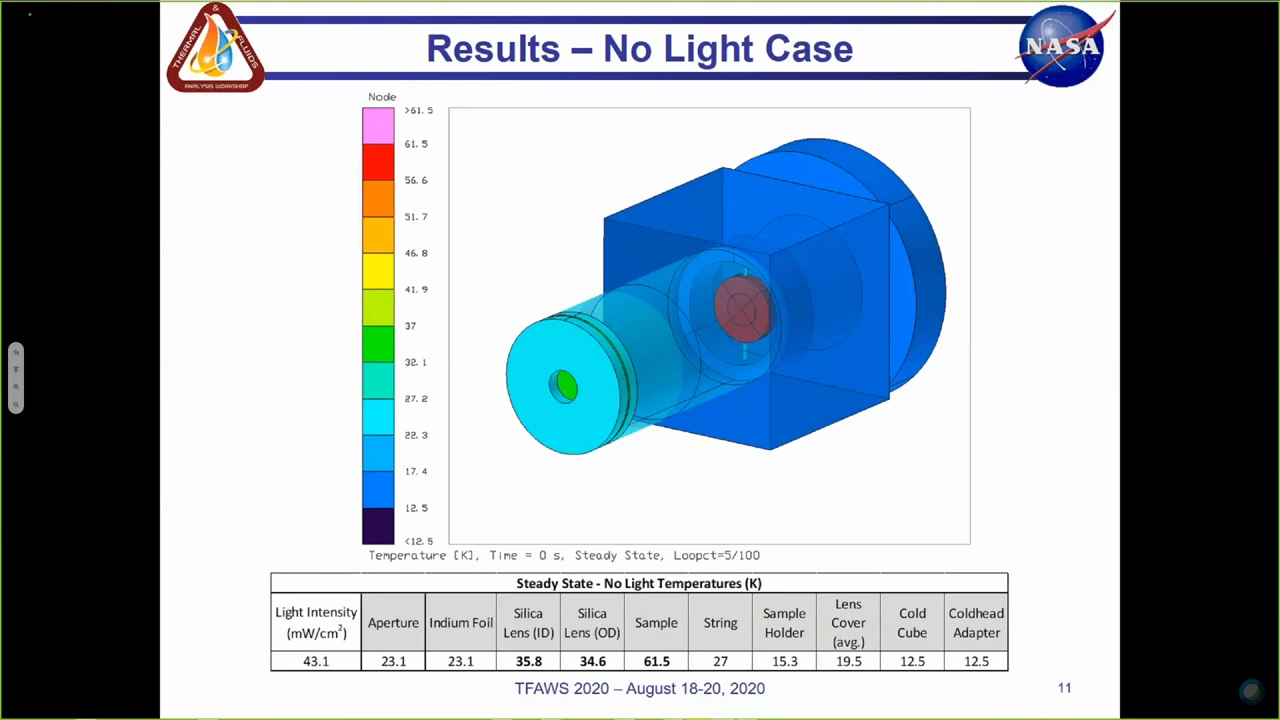 THERMAL & FLUIDS
ANALYSIS WORKSHOP
Results – No Light Case
NASA
Node
>61.5
61.5
56.6
51.7
46.8
41.9
37
32.1
27.2
22.3
17.4
12.5
<12.5
Temperature [K], Time = 0 s, Steady State, Loopct=5/100
Steady State - No Light Temperatures (K)
Light Intensity (mW/cm²) Aperture Indium Foil Silica Lens (ID) Silica Lens (OD) Sample String Sample Holder Lens Cover (avg.) Cold Cube Coldhead Adapter
43.1 23.1 23.1 35.8 34.6 61.5 27 15.3 19.5 12.5 12.5
TFAWS 2020 – August 18-20, 2020
11